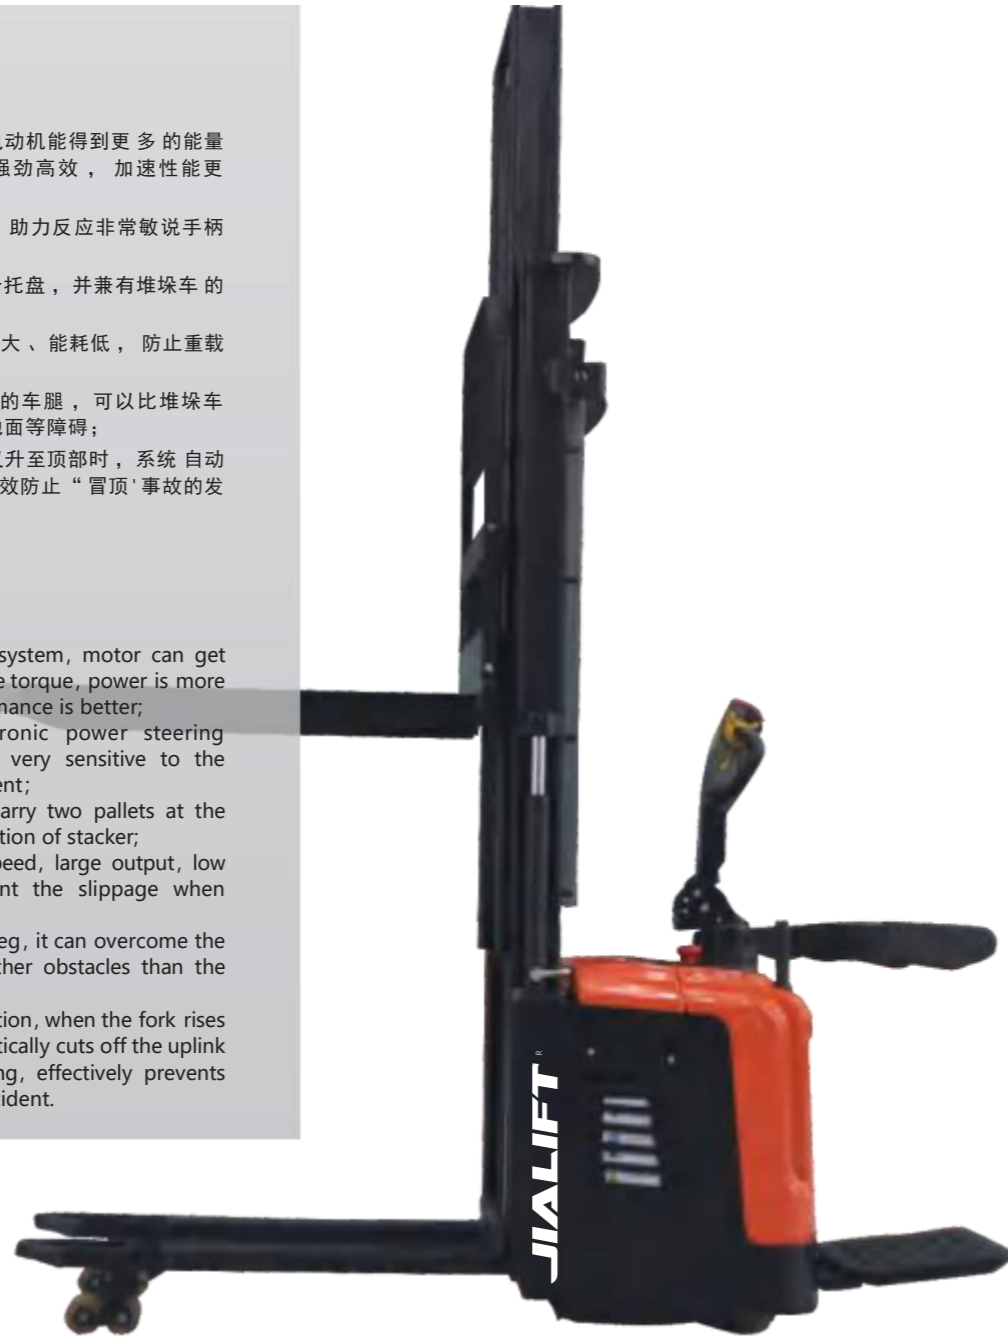 动机能得到更多的能量
强劲高效，加速性能更
助力反应非常敏说手柄
托盘，并兼有堆垛车的
大、能耗低，防止重载
的车腿，可以比堆垛车
面等障碍；
升至顶部时，系统自动
效防止“冒顶'事故的发
system, motor can get
torque, power is more
mance is better;
ronic power steering
very sensitive to the
ent;
arry two pallets at the
tion of stacker;
peed, large output, low
nt the slippage when
eg, it can overcome the
ther obstacles than the
tion, when the fork rises
tically cuts off the uplink
ng, effectively prevents
cident.
JIALIFT®